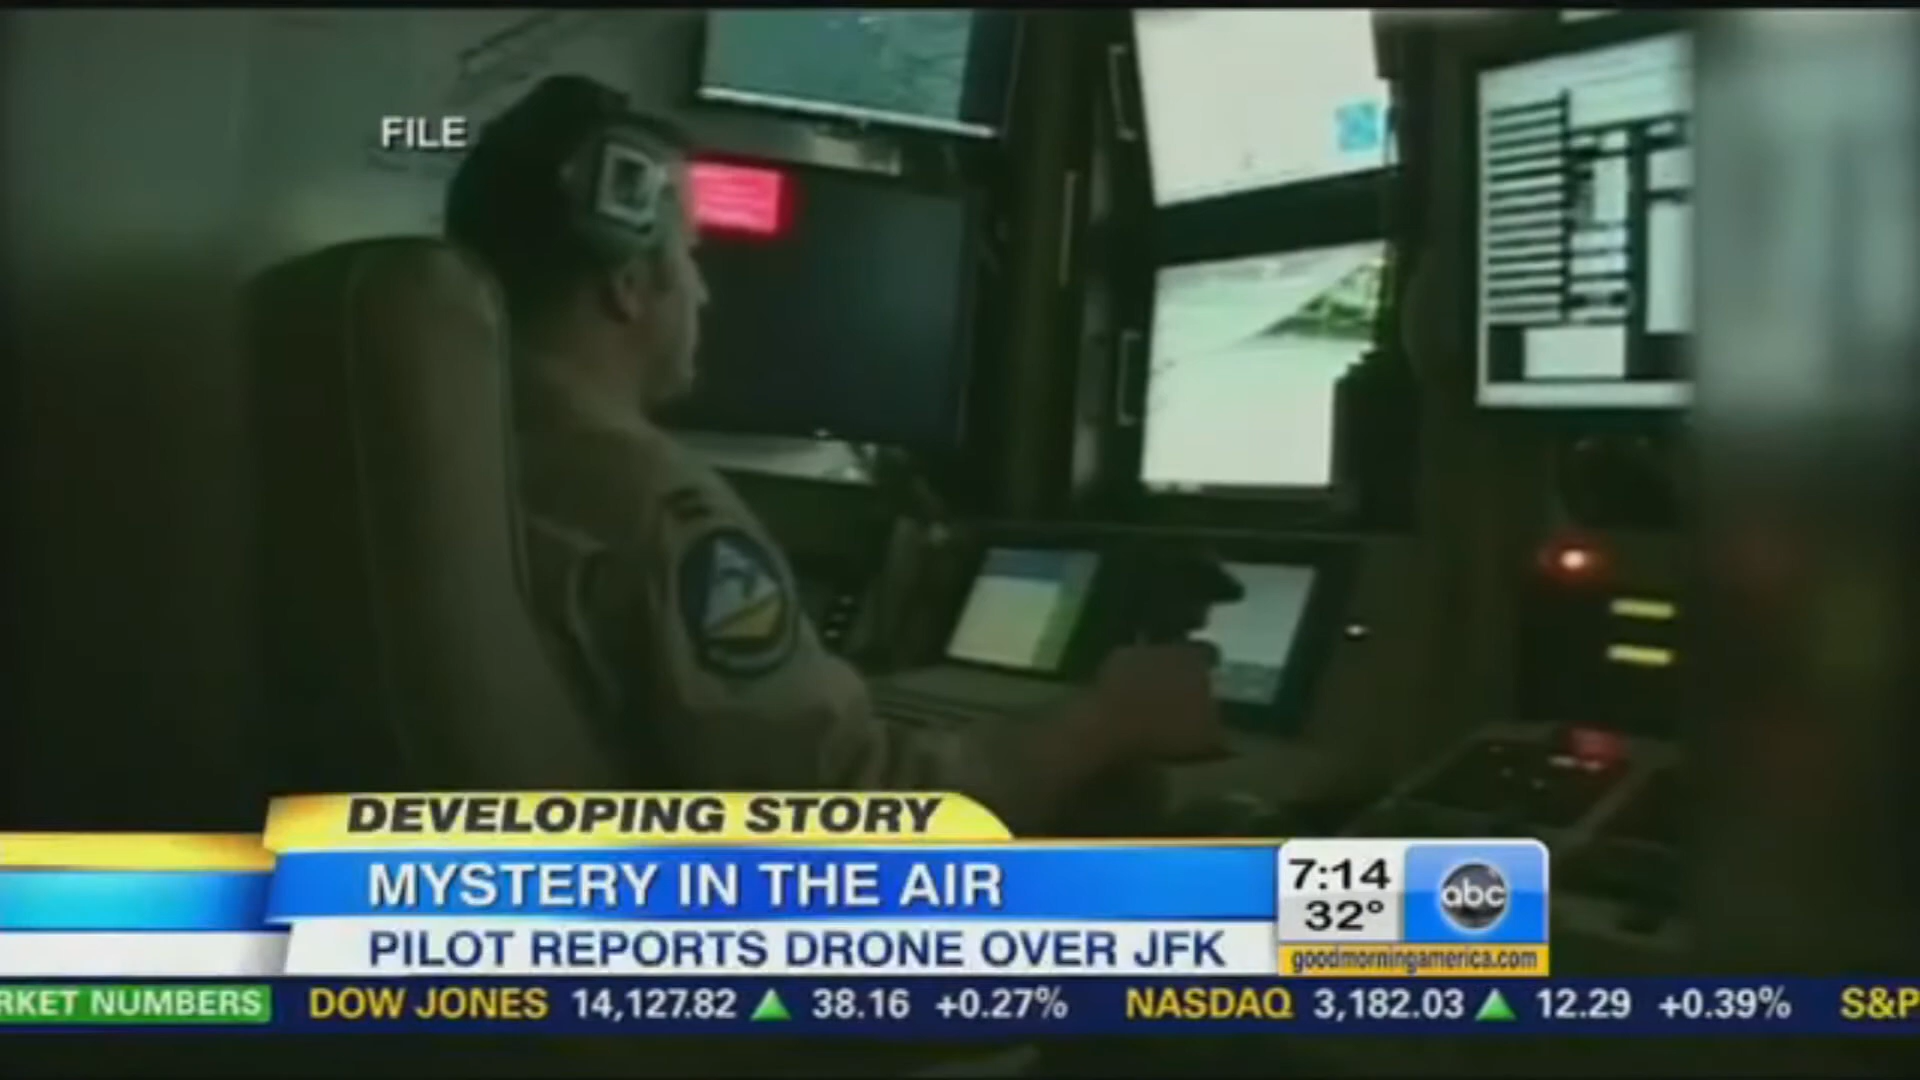 FILE
DEVELOPING STORY
MYSTERY IN THE AIR
PILOT REPORTS DRONE OVER JFK
7:14
32°
abc
goodmorningamerica.com
RKET NUMBERS DOW JONES 14,127.82 ▲ 38.16 +0.27% NASDAQ 3,182.03 ▲ 12.29 +0.39% S&P